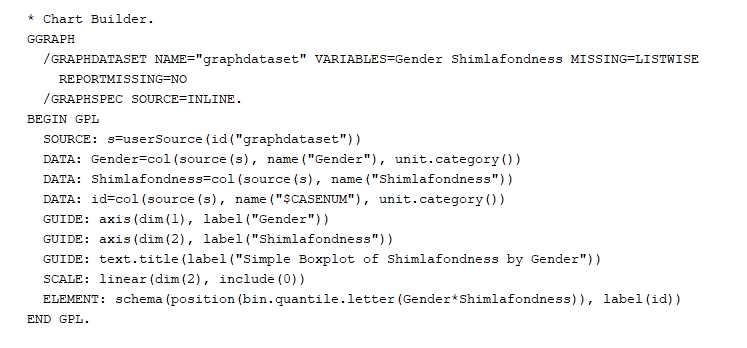 * Chart Builder.
GGRAPH
  /GRAPHDATASET NAME="graphdataset" VARIABLES=Gender Shimlafondness MISSING=LISTWISE
    REPORTMISSING=NO
  /GRAPHSPEC SOURCE=INLINE.
BEGIN GPL
  SOURCE: s=userSource(id("graphdataset"))
  DATA: Gender=col(source(s), name("Gender"), unit.category())
  DATA: Shimlafondness=col(source(s), name("Shimlafondness"))
  DATA: id=col(source(s), name("$CASENUM"), unit.category())
  GUIDE: axis(dim(1), label("Gender"))
  GUIDE: axis(dim(2), label("Shimlafondness"))
  GUIDE: text.title(label("Simple Boxplot of Shimlafondness by Gender"))
  SCALE: linear(dim(2), include(0))
  ELEMENT: schema(position(bin.quantile.letter(Gender*Shimlafondness)), label(id))
END GPL.